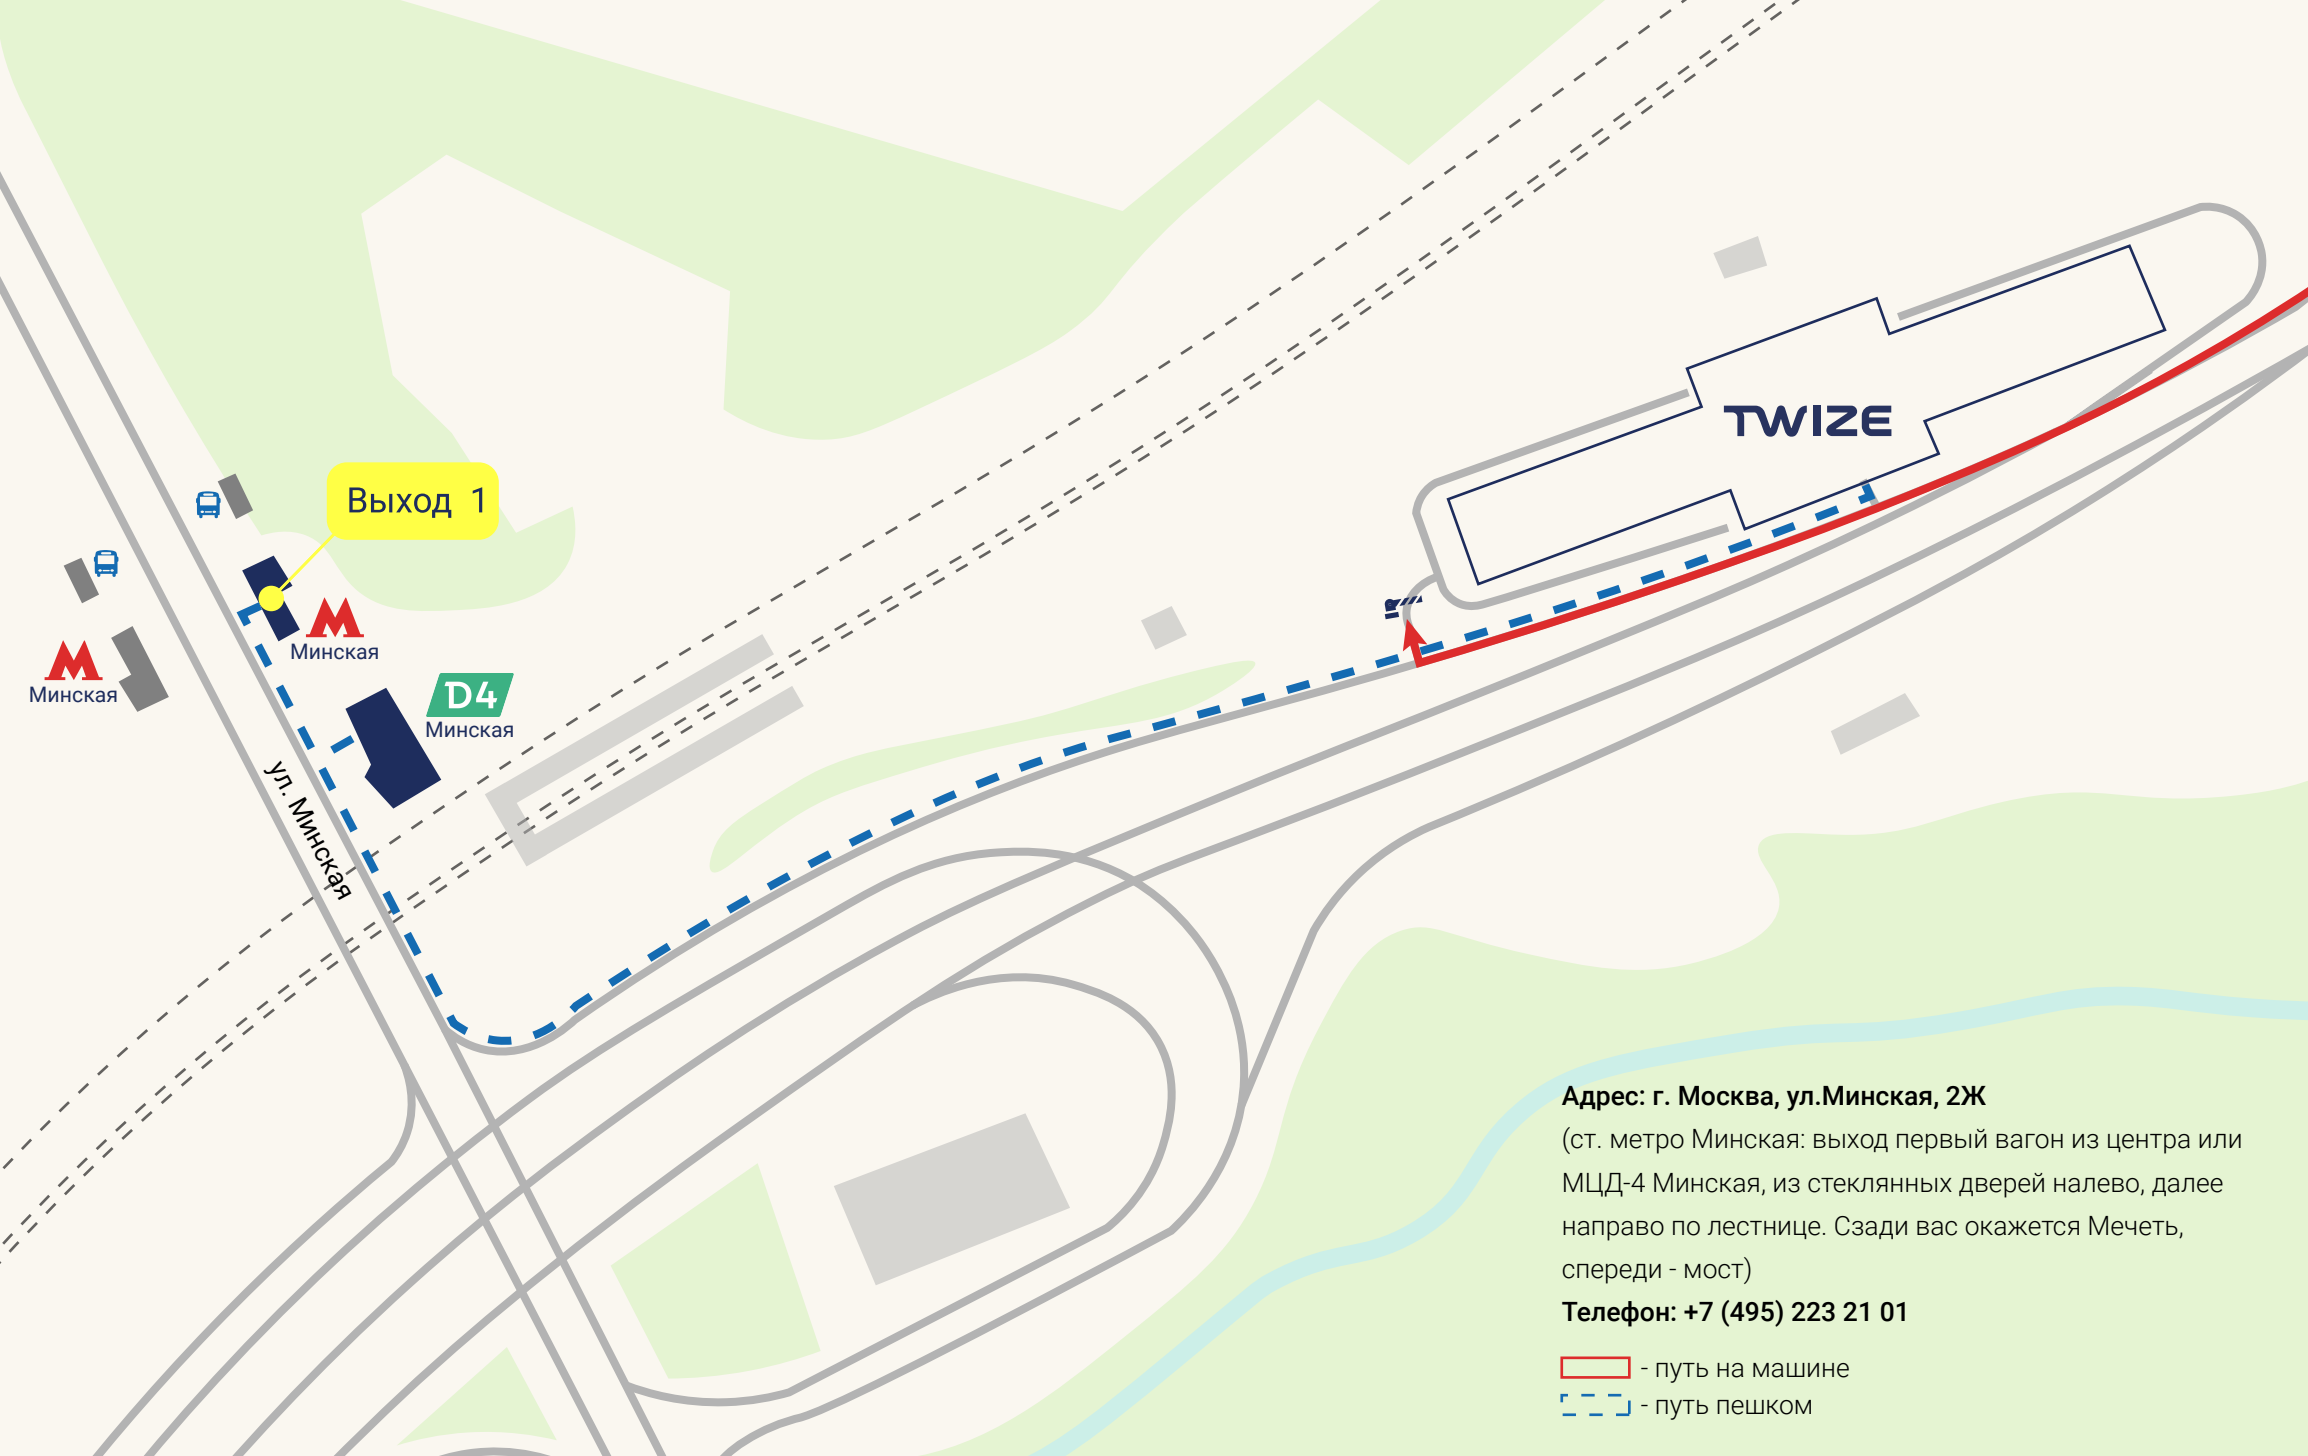 Выход 1
TWIZE
М
Минская
М
Минская
D4
Минская
ул. Минская
Адрес: г. Москва, ул.Минская, 2Ж
(ст. метро Минская: выход первый вагон из центра или
МЦД-4 Минская, из стеклянных дверей налево, далее
направо по лестнице. Сзади вас окажется Мечеть,
спереди - мост)
Телефон: +7 (495) 223 21 01
- путь на машине
- путь пешком